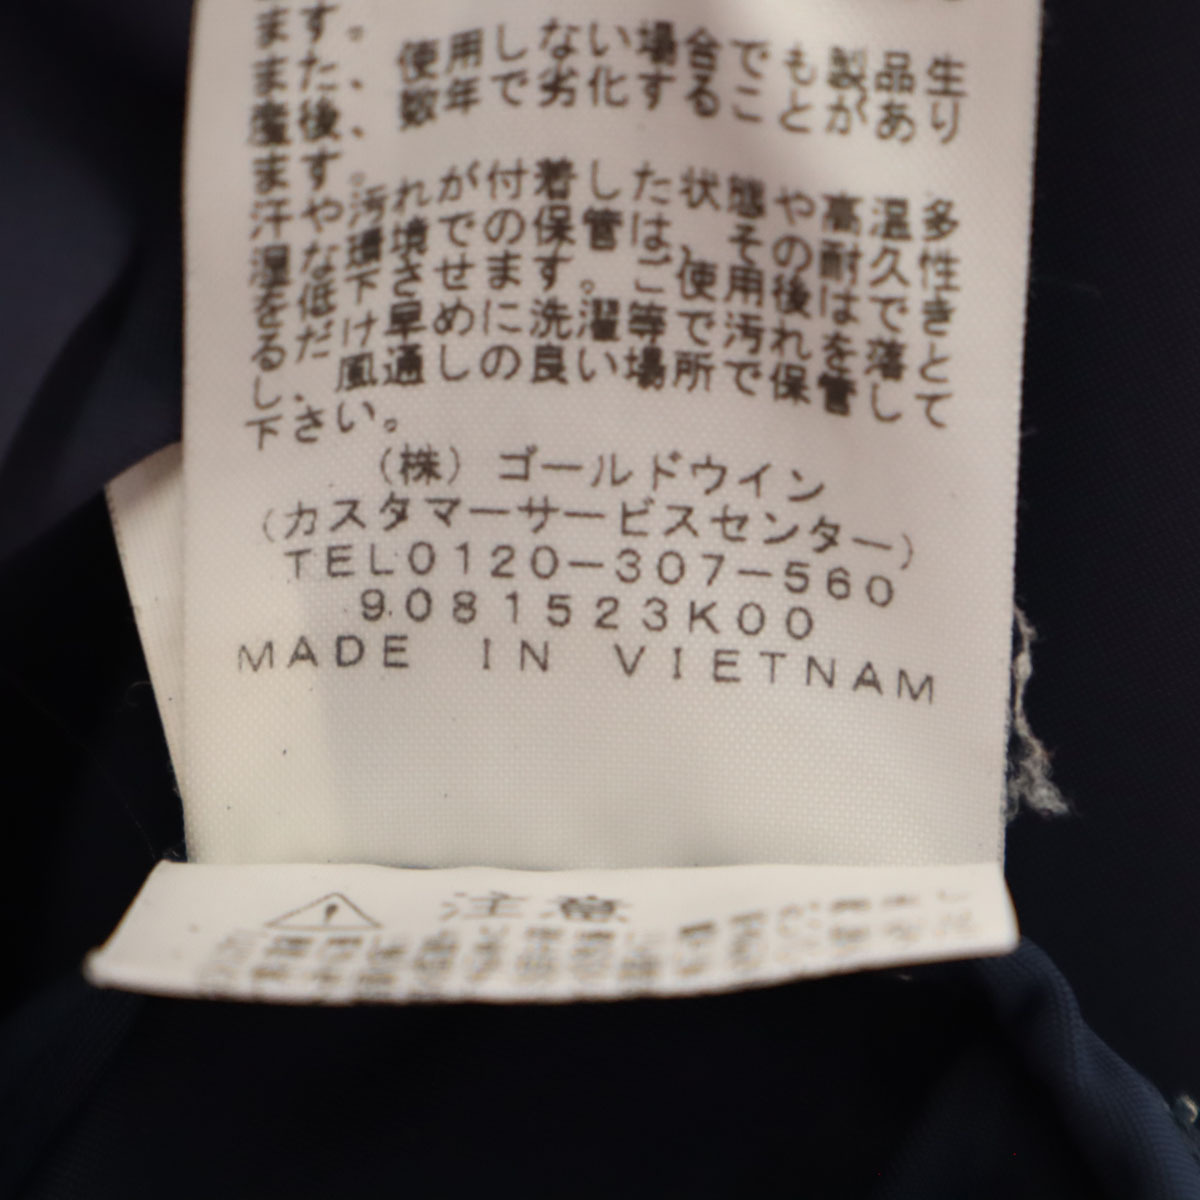 ます。
また、使用しない場合でも製品生
産後、数年で劣化することがあり
ます。
汗や汚れが付着した状態や高温多
湿な環境での保管は、その耐久性
を低下させます。ご使用後はでき
るだけ早めに洗濯等で汚れを落と
し、風通しの良い場所で保管して
下さい。
(株)ゴールドウイン
(カスタマーサービスセンター)
TEL0120-307-560
9081523K00
MADE IN VIETNAM
注意